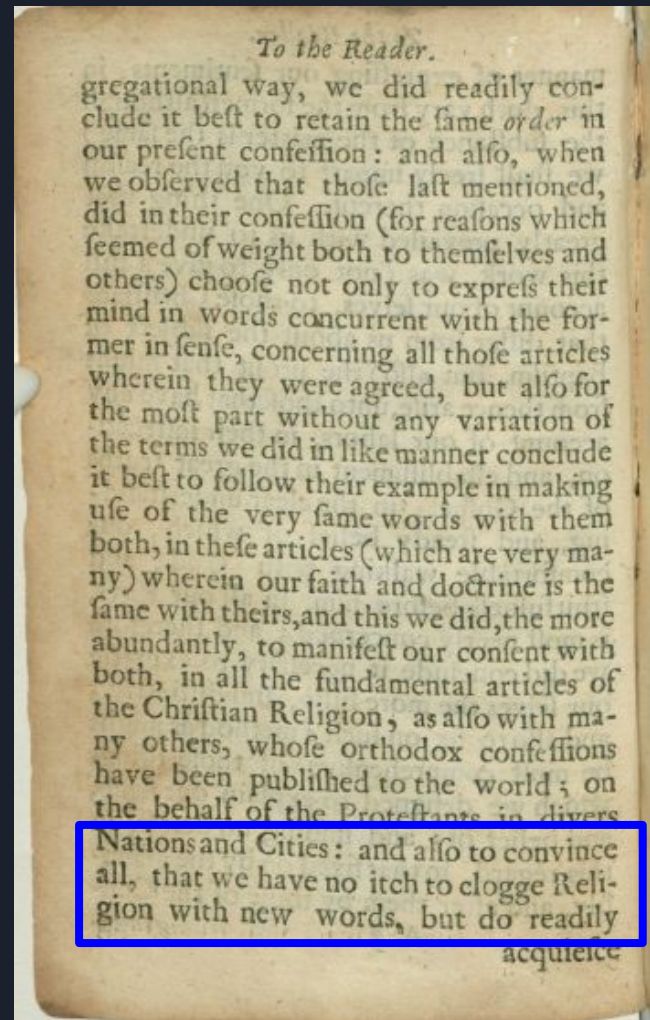 To the Reader.
gregational way, we did readily con-
clude it beſt to retain the ſame order in
our preſent confeſſion : and alſo, when
we obſerved that thoſe laſt mentioned,
did in their confeſſion (for reaſons which
ſeemed of weight both to themſelves and
others) chooſe not only to expreſs their
mind in words concurrent with the for-
mer in ſenſe, concerning all thoſe articles
wherein they were agreed, but alſo for
the moſt part without any variation of
the terms we did in like manner conclude
it beſt to follow their example in making
uſe of the very ſame words with them
both, in theſe articles (which are very ma-
ny) wherein our faith and doctrine is the
ſame with theirs, and this we did, the more
abundantly, to manifeſt our conſent with
both, in all the fundamental articles of
the Chriſtian Religion, as alſo with ma-
ny others, whoſe orthodox confeſſions
have been publiſhed to the world ; on
the behalf of the Proteſtants in divers
Nations and Cities : and alſo to convince
all, that we have no itch to clogge Reli-
gion with new words, but do readily
acquieſce